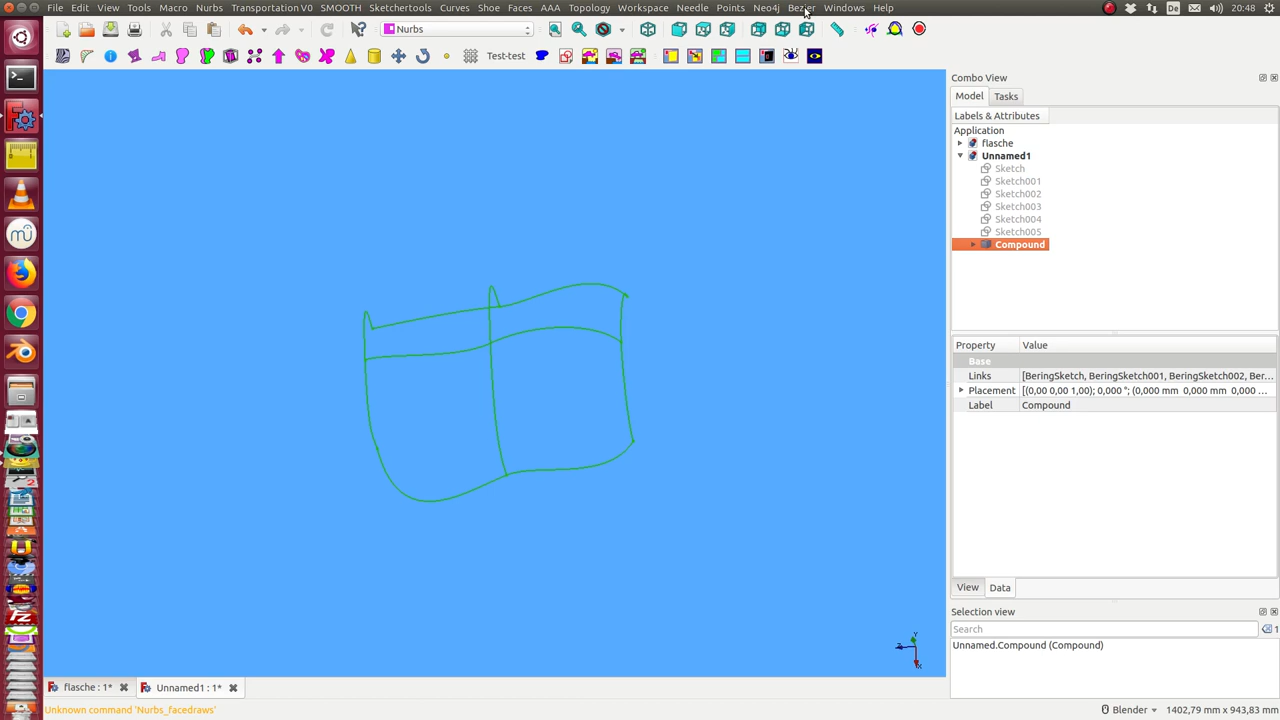 File Edit View Tools Macro Nurbs Transportation V0 SMOOTH Sketchertools Curves Shoe Faces AAA Topology Workspace Needle Points Neo4j Bezier Windows Help De 20:48
Nurbs
Test-test
Combo View
Model Tasks
Labels & Attributes
Application
flasche
Unnamed1
Sketch
Sketch001
Sketch002
Sketch003
Sketch004
Sketch005
Compound
Property Value
Base
Links [BeringSketch, BeringSketch001, BeringSketch002, Ber...
Placement [(0,00 0,00 1,00); 0,000 °; (0,000 mm 0,000 mm 0,000 ...
Label Compound
View Data
Selection view
Search 1
Unnamed.Compound (Compound)
flasche : 1* Unnamed1 : 1*
Unknown command 'Nurbs_facedraws' Blender 1402,79 mm x 943,83 mm